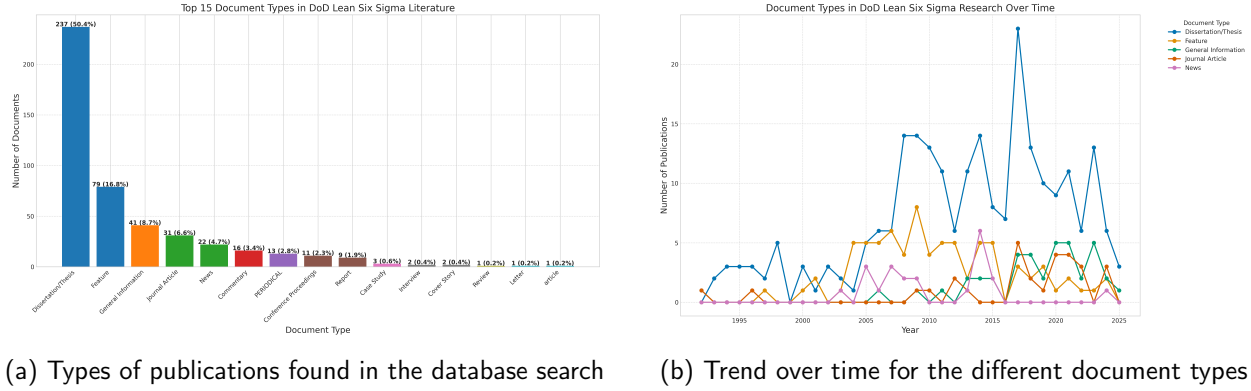 Top 15 Document Types in DoD Lean Six Sigma Literature
Number of Documents
200
150
100
50
0
237 (50.4%)
79 (16.8%)
41 (8.7%)
31 (6.6%)
22 (4.7%)
16 (3.4%)
13 (2.8%)
11 (2.3%)
9 (1.9%)
3 (0.6%)
2 (0.4%)
2 (0.4%)
1 (0.2%)
1 (0.2%)
1 (0.2%)
Dissertation/Thesis
Feature
General Information
Journal Article
News
Commentary
PERIODICAL
Conference Proceedings
Report
Case Study
Interview
Cover Story
Review
Letter
article
Document Type
(a) Types of publications found in the database search
Document Types in DoD Lean Six Sigma Research Over Time
Number of Publications
20
15
10
5
0
1995
2000
2005
2010
2015
2020
2025
Year
Document Type
Dissertation/Thesis
Feature
General Information
Journal Article
News
(b) Trend over time for the different document types